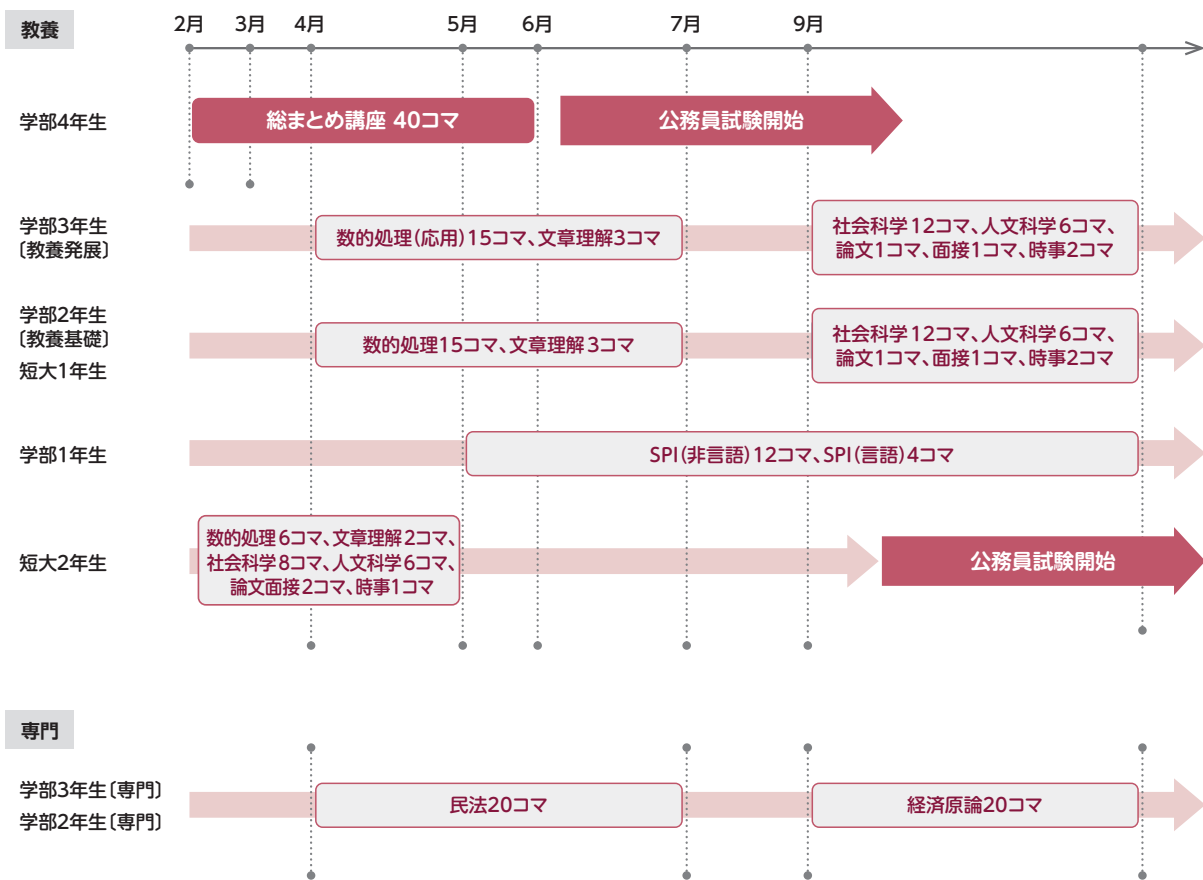 教養
2月 3月 4月 5月 6月 7月 9月
学部4年生
総まとめ講座 40コマ
公務員試験開始
学部3年生
〔教養発展〕
数的処理(応用)15コマ、文章理解3コマ
社会科学12コマ、人文科学6コマ、
論文1コマ、面接1コマ、時事2コマ
学部2年生
〔教養基礎〕
短大1年生
数的処理15コマ、文章理解3コマ
社会科学12コマ、人文科学6コマ、
論文1コマ、面接1コマ、時事2コマ
学部1年生
SPI(非言語)12コマ、SPI(言語)4コマ
短大2年生
数的処理6コマ、文章理解2コマ、
社会科学8コマ、人文科学6コマ、
論文面接2コマ、時事1コマ
公務員試験開始
専門
学部3年生〔専門〕
学部2年生〔専門〕
民法20コマ
経済原論20コマ